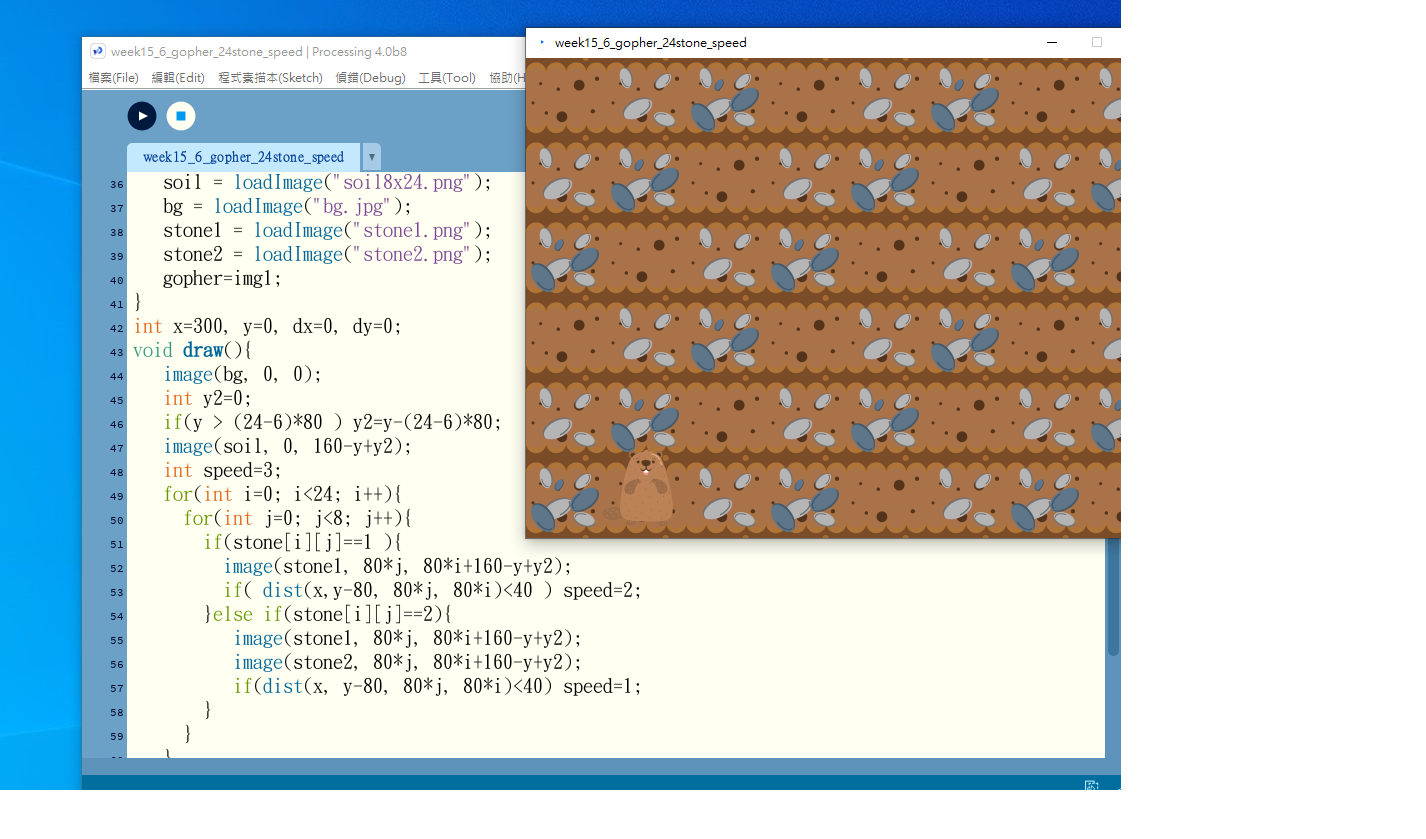 week15_6_gopher_24stone_speed | Processing 4.0b8
檔案(File) 編輯(Edit) 程式素描本(Sketch) 偵錯(Debug) 工具(Tool) 協助(H
week15_6_gopher_24stone_speed
week15_6_gopher_24stone_speed
36 soil = loadImage("soil8x24.png");
37 bg = loadImage("bg.jpg");
38 stone1 = loadImage("stone1.png");
39 stone2 = loadImage("stone2.png");
40 gopher=img1;
41 }
42 int x=300, y=0, dx=0, dy=0;
43 void draw(){
44 image(bg, 0, 0);
45 int y2=0;
46 if(y > (24-6)*80 ) y2=y-(24-6)*80;
47 image(soil, 0, 160-y+y2);
48 int speed=3;
49 for(int i=0; i<24; i++){
50 for(int j=0; j<8; j++){
51 if(stone[i][j]==1 ){
52 image(stone1, 80*j, 80*i+160-y+y2);
53 if( dist(x,y-80, 80*j, 80*i)<40 ) speed=2;
54 }else if(stone[i][j]==2){
55 image(stone1, 80*j, 80*i+160-y+y2);
56 image(stone2, 80*j, 80*i+160-y+y2);
57 if(dist(x, y-80, 80*j, 80*i)<40) speed=1;
58 }
59 }